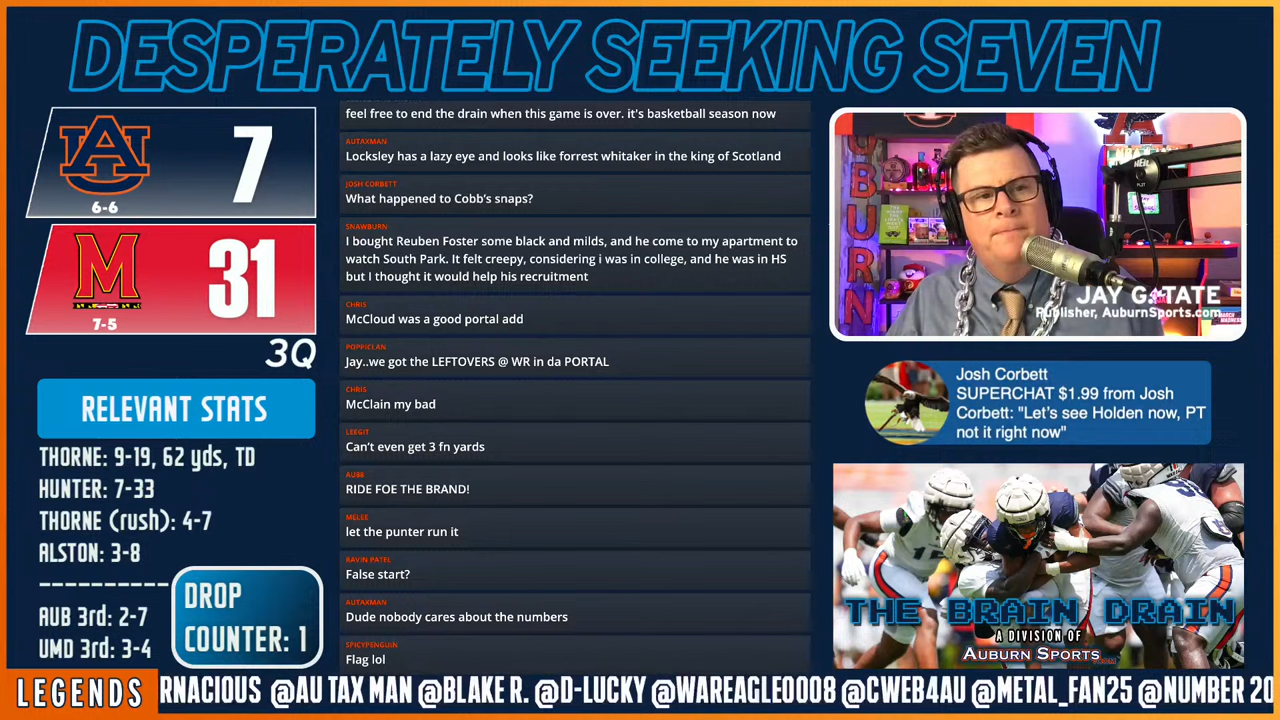 DESPERATELY SEEKING SEVEN
7
6-6
31
7-5
3Q
RELEVANT STATS
THORNE: 9-19, 62 yds, TD
HUNTER: 7-33
THORNE (rush): 4-7
ALSTON: 3-8
AUB 3rd: 2-7
UMD 3rd: 3-4
DROP
COUNTER: 1
feel free to end the drain when this game is over. it's basketball season now
AUTAXMAN
Locksley has a lazy eye and looks like forrest whitaker in the king of Scotland
JOSH CORBETT
What happened to Cobb's snaps?
SNAWBURN
I bought Reuben Foster some black and milds, and he come to my apartment to
watch South Park. It felt creepy, considering i was in college, and he was in HS
but I thought it would help his recruitment
CHRIS
McCloud was a good portal add
POPPICLAN
Jay..we got the LEFTOVERS @ WR in da PORTAL
CHRIS
McClain my bad
LEEGIT
Can't even get 3 fn yards
AUBB
RIDE FOE THE BRAND!
MELEE
let the punter run it
RAVIN PATEL
False start?
AUTAXMAN
Dude nobody cares about the numbers
SPICYPENGUIN
Flag lol
JAY G. TATE
Publisher, AuburnSports.com
Josh Corbett
SUPERCHAT $1.99 from Josh
Corbett: "Let's see Holden now, PT
not it right now"
THE BRAIN DRAIN
A DIVISION OF
AUBURN SPORTS
LEGENDS
RNACIOUS @AU TAX MAN @BLAKE R. @D-LUCKY @WAREAGLE0008 @CWEB4AU @METAL_FAN25 @NUMBER 20